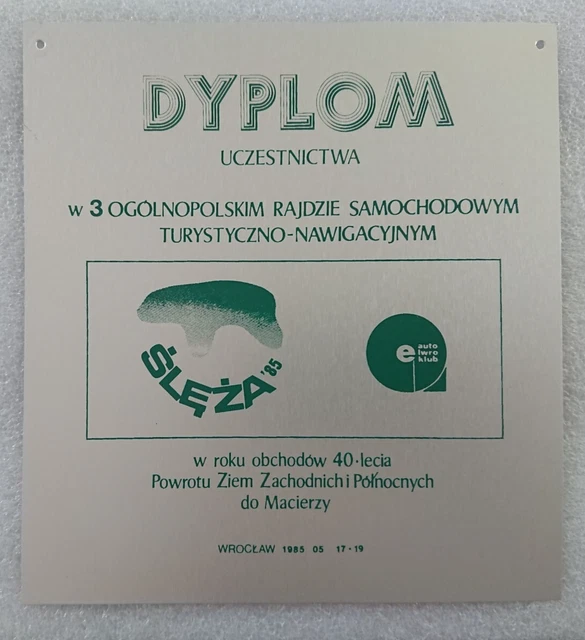 DYPLOM
UCZESTNICTWA
w 3 OGÓLNOPOLSKIM RAJDZIE SAMOCHODOWYM
TURYSTYCZNO-NAWIGACYJNYM
ŚLĘŻA '85
e auto
elwro
klub
w roku obchodów 40-lecia
Powrotu Ziem Zachodnich i Północnych
do Macierzy
WROCŁAW 1985 05 17-19